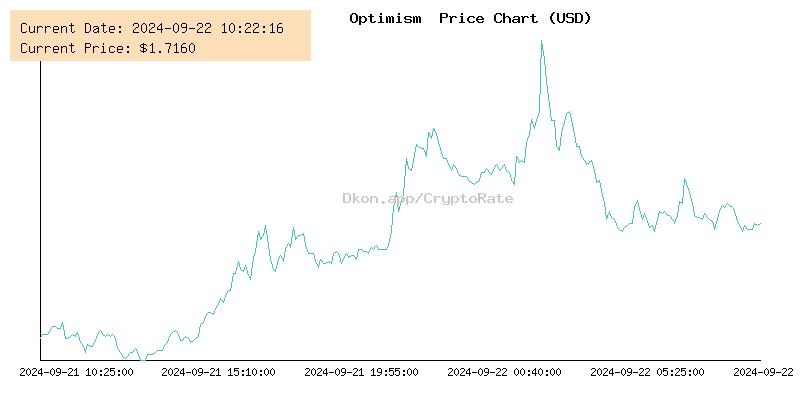 Optimism  Price Chart (USD)
Current Date: 2024-09-22 10:22:16
Current Price: $1.7160
Dkon.app/CryptoRate
2024-09-21 10:25:00
2024-09-21 15:10:00
2024-09-21 19:55:00
2024-09-22 00:40:00
2024-09-22 05:25:00
2024-09-22